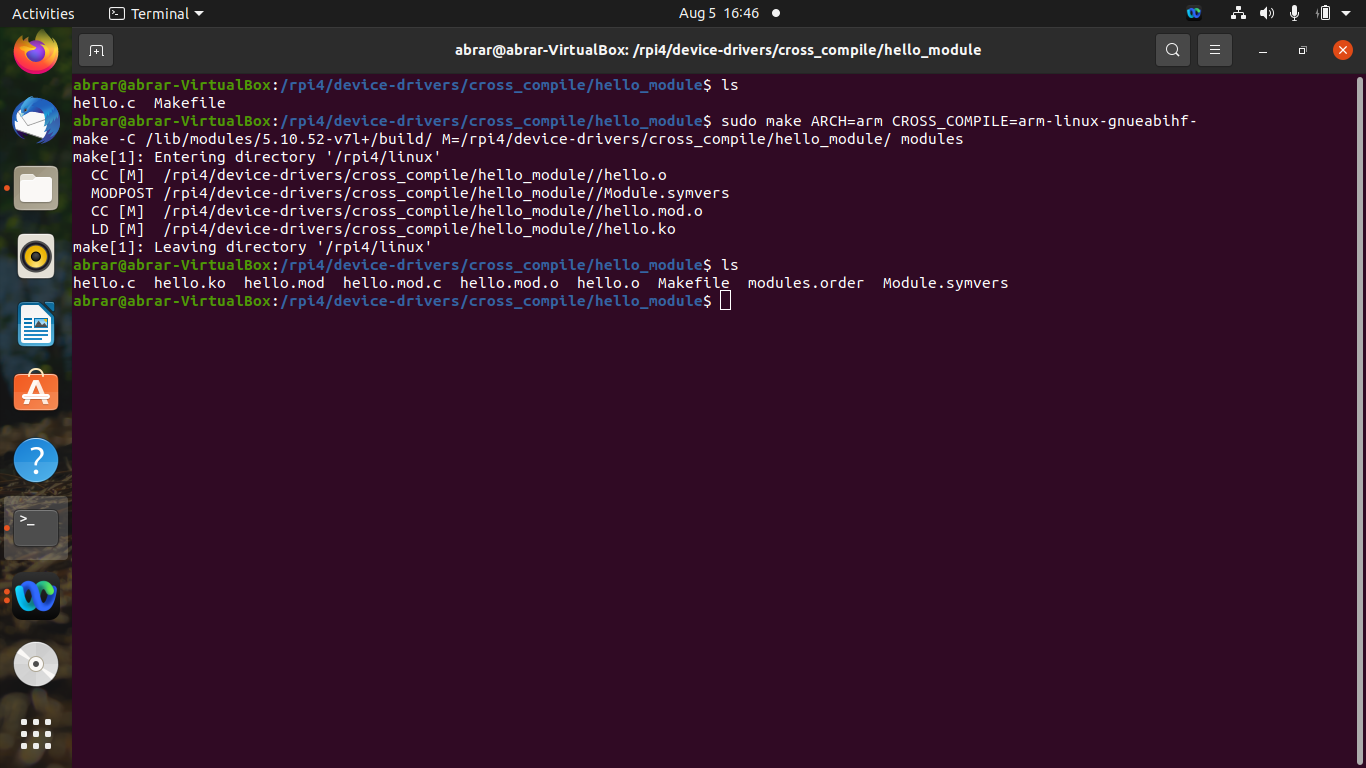 Activities Terminal Aug 5 16:46
abrar@abrar-VirtualBox: /rpi4/device-drivers/cross_compile/hello_module
abrar@abrar-VirtualBox:/rpi4/device-drivers/cross_compile/hello_module$ ls
hello.c  Makefile
abrar@abrar-VirtualBox:/rpi4/device-drivers/cross_compile/hello_module$ sudo make ARCH=arm CROSS_COMPILE=arm-linux-gnueabihf-
make -C /lib/modules/5.10.52-v7l+/build/ M=/rpi4/device-drivers/cross_compile/hello_module/ modules
make[1]: Entering directory '/rpi4/linux'
  CC [M]  /rpi4/device-drivers/cross_compile/hello_module//hello.o
  MODPOST /rpi4/device-drivers/cross_compile/hello_module//Module.symvers
  CC [M]  /rpi4/device-drivers/cross_compile/hello_module//hello.mod.o
  LD [M]  /rpi4/device-drivers/cross_compile/hello_module//hello.ko
make[1]: Leaving directory '/rpi4/linux'
abrar@abrar-VirtualBox:/rpi4/device-drivers/cross_compile/hello_module$ ls
hello.c  hello.ko  hello.mod  hello.mod.c  hello.mod.o  hello.o  Makefile  modules.order  Module.symvers
abrar@abrar-VirtualBox:/rpi4/device-drivers/cross_compile/hello_module$